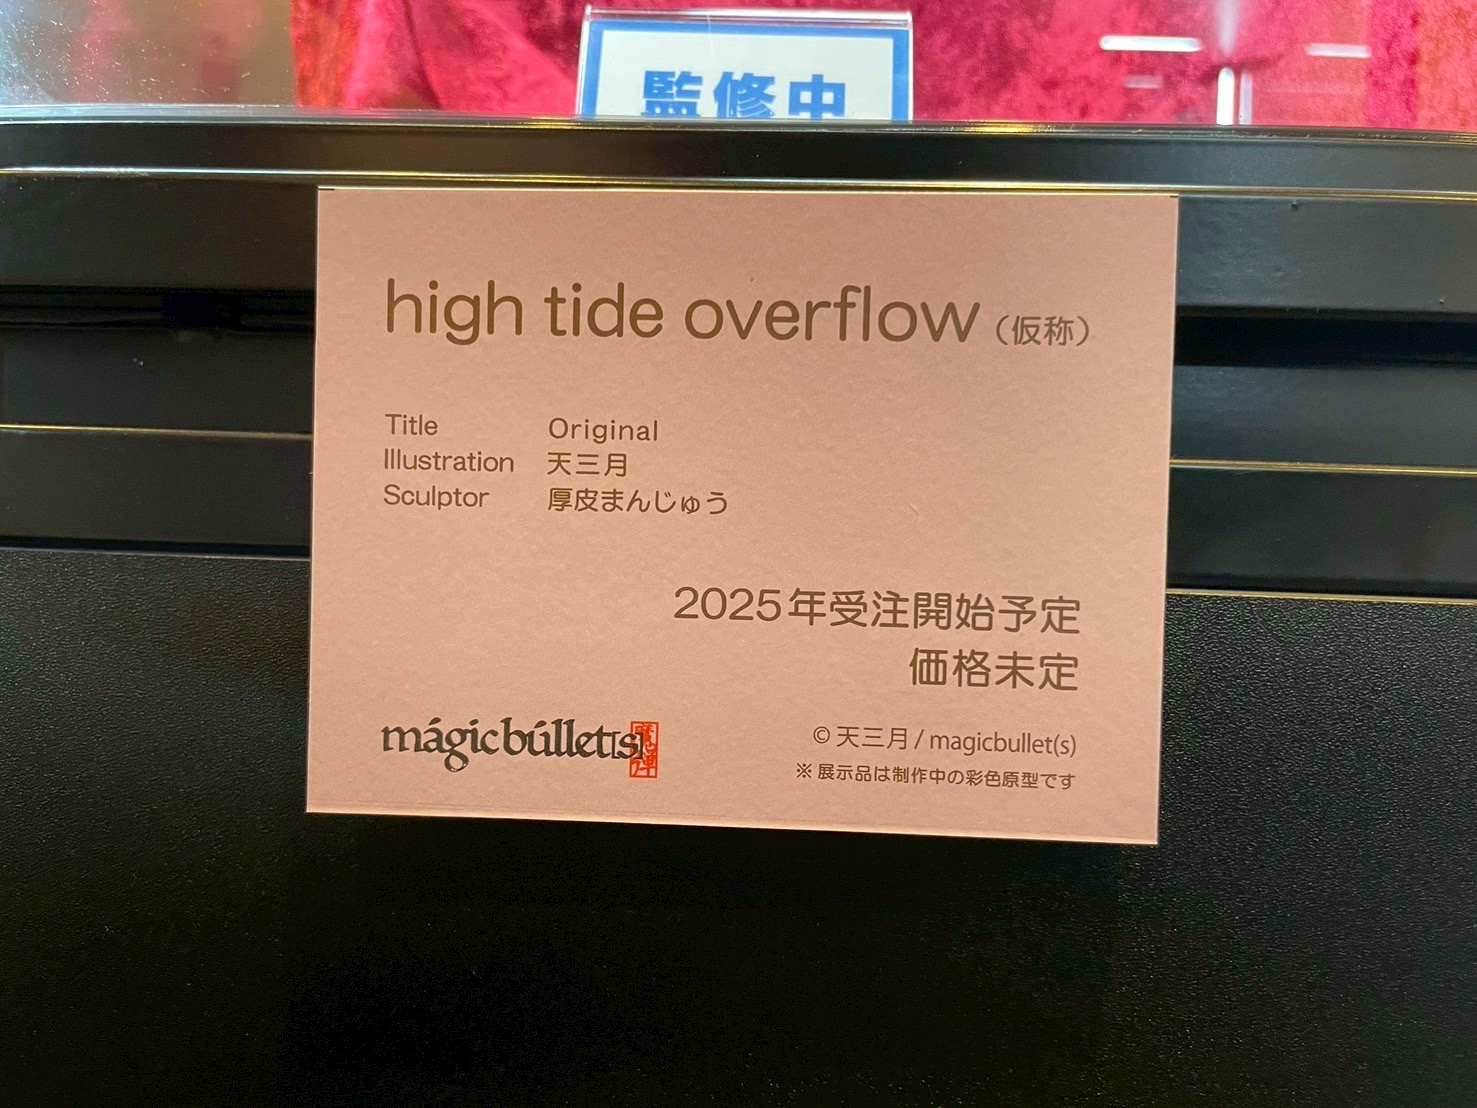 監修中
high tide overflow（仮称）
Title Original
Illustration 天三月
Sculptor 厚皮まんじゅう
2025年受注開始予定
価格未定
mágicbúllet[s]
© 天三月 / magicbullet(s)
※ 展示品は制作中の彩色原型です